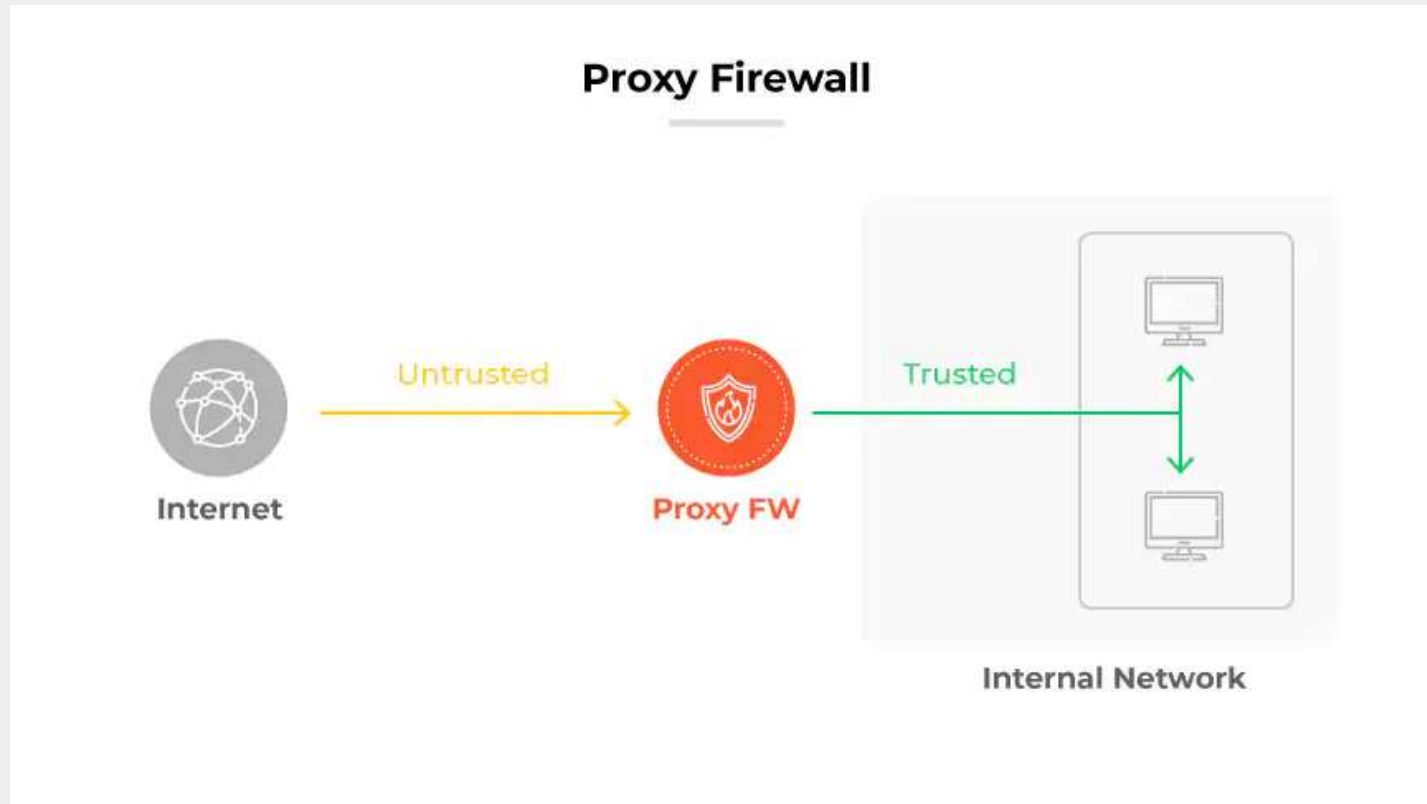 Proxy Firewall
Untrusted
Trusted
Internet
Proxy FW
Internal Network